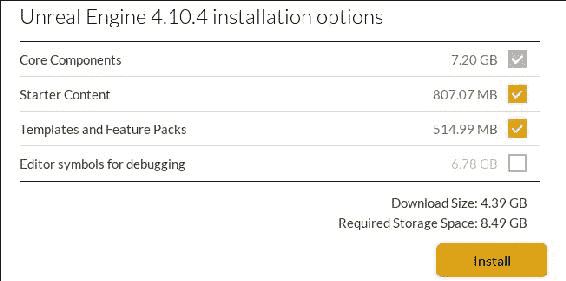 Unreal Engine 4.10.4 installation options
Core Components 7.20 GB
Starter Content 807.07 MB
Templates and Feature Packs 514.99 MB
Editor symbols for debugging 6.78 GB
Download Size: 4.39 GB
Required Storage Space: 8.49 GB
Install